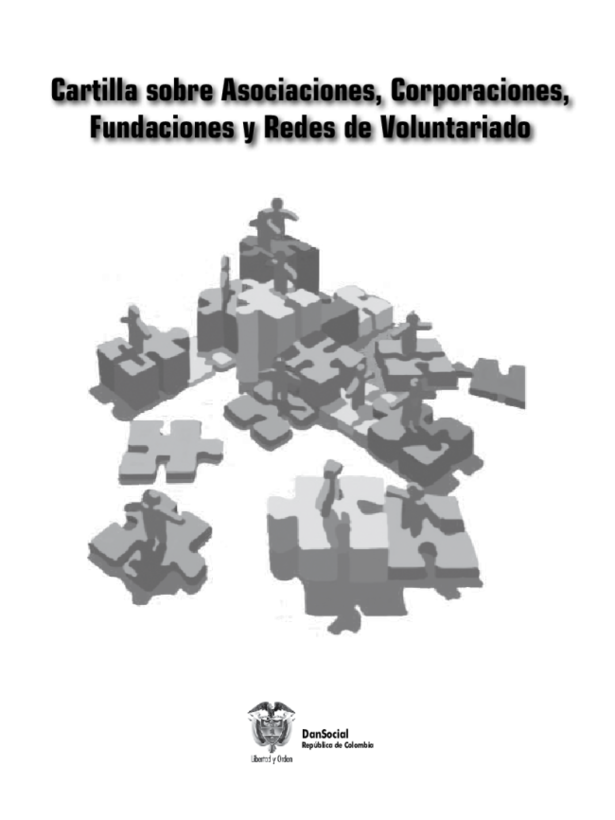 Cartilla sobre Asociaciones, Corporaciones,
Fundaciones y Redes de Voluntariado
DanSocial
República de Colombia
Libertad y Orden